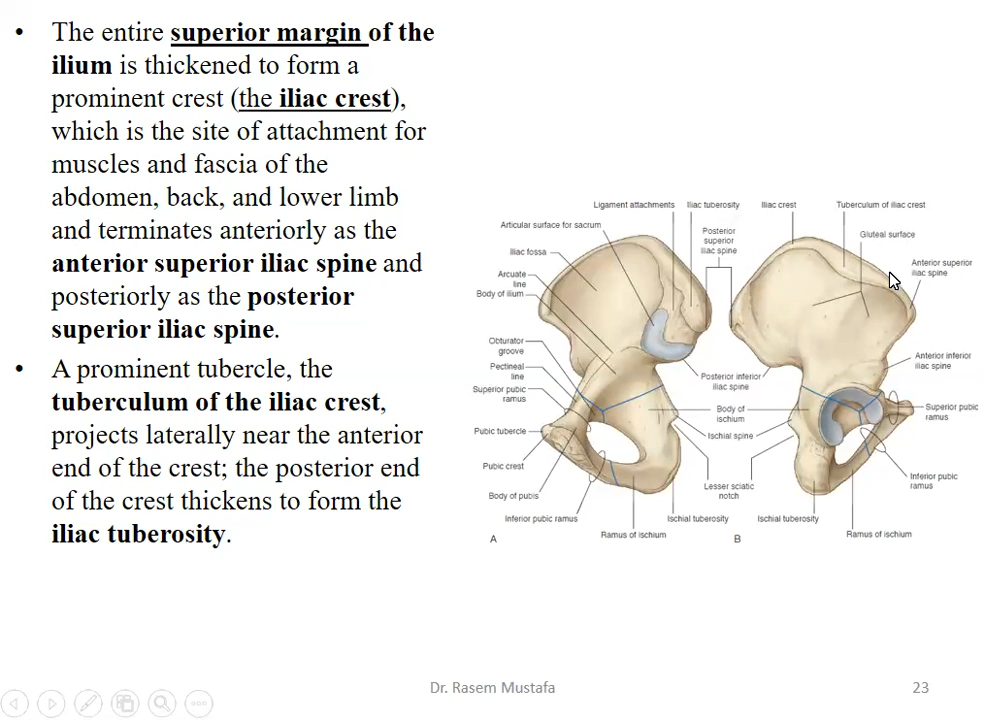 • The entire superior margin of the
ilium is thickened to form a
prominent crest (the iliac crest),
which is the site of attachment for
muscles and fascia of the
abdomen, back, and lower limb
and terminates anteriorly as the
anterior superior iliac spine and
posteriorly as the posterior
superior iliac spine.
• A prominent tubercle, the
tuberculum of the iliac crest,
projects laterally near the anterior
end of the crest; the posterior end
of the crest thickens to form the
iliac tuberosity.
Ligament attachments
Iliac tuberosity
Iliac crest
Tuberculum of iliac crest
Articular surface for sacrum
Posterior
superior
iliac spine
Gluteal surface
Iliac fossa
Anterior superior
iliac spine
Arcuate
line
Body of ilium
Obturator
groove
Anterior inferior
iliac spine
Pectineal
line
Posterior inferior
iliac spine
Superior pubic
ramus
Body of
ischium
Superior pubic
ramus
Pubic tubercle
Ischial spine
Pubic crest
Inferior pubic
ramus
Body of pubis
Lesser sciatic
notch
Inferior pubic ramus
Ischial tuberosity
Ischial tuberosity
Ramus of ischium
Ramus of ischium
A
B
Dr. Rasem Mustafa
23